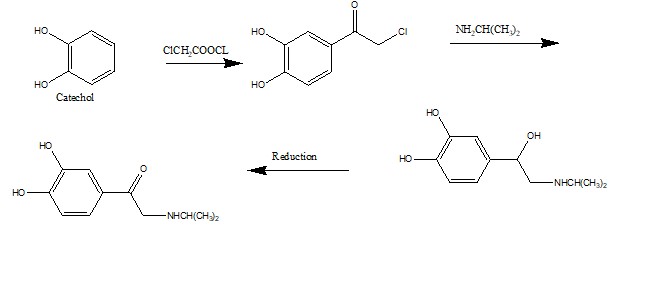 HO
HO
Catechol
ClCH2COOCL
HO
HO
O
Cl
NH2CH(CH3)2
HO
HO
O
NHCH(CH3)2
Reduction
HO
HO
OH
NHCH(CH3)2